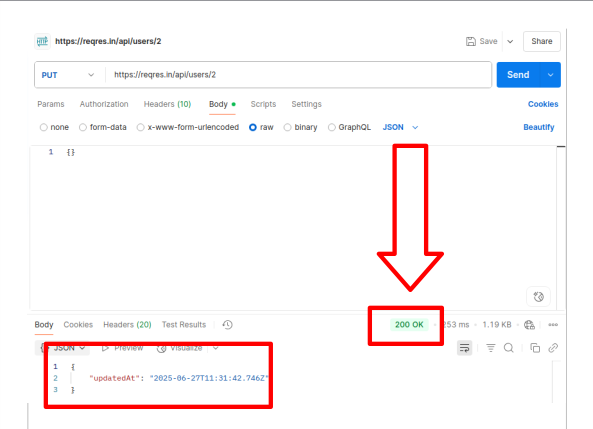 HTTP https://reqres.in/api/users/2 Save Share
PUT https://reqres.in/api/users/2 Send
Params Authorization Headers (10) Body Scripts Settings Cookies
none form-data x-www-form-urlencoded raw binary GraphQL JSON Beautify
1 {}
Body Cookies Headers (20) Test Results 200 OK 253 ms 1.19 KB
{} JSON Preview Visualize
1 {
2 "updatedAt": "2025-06-27T11:31:42.746Z"
3 }